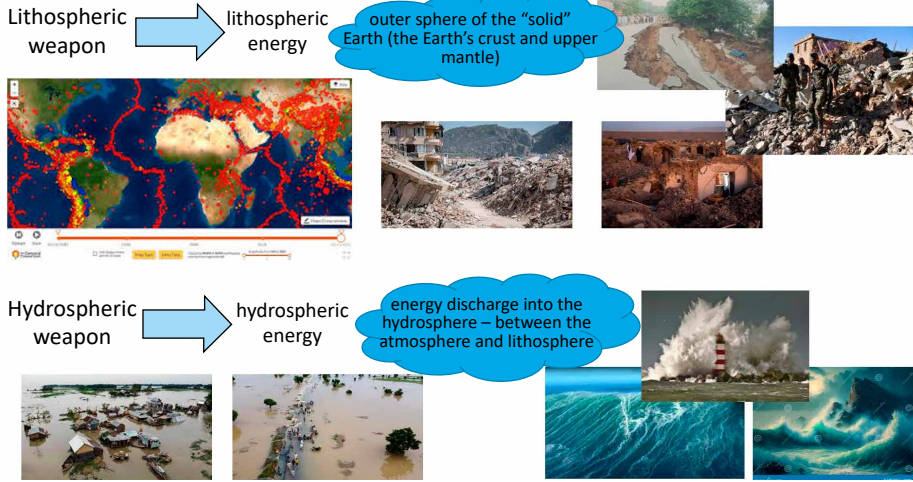 Lithospheric
weapon
lithospheric
energy
outer sphere of the “solid”
Earth (the Earth’s crust and upper
mantle)
Hydrospheric
weapon
hydrospheric
energy
energy discharge into the
hydrosphere – between the
atmosphere and lithosphere